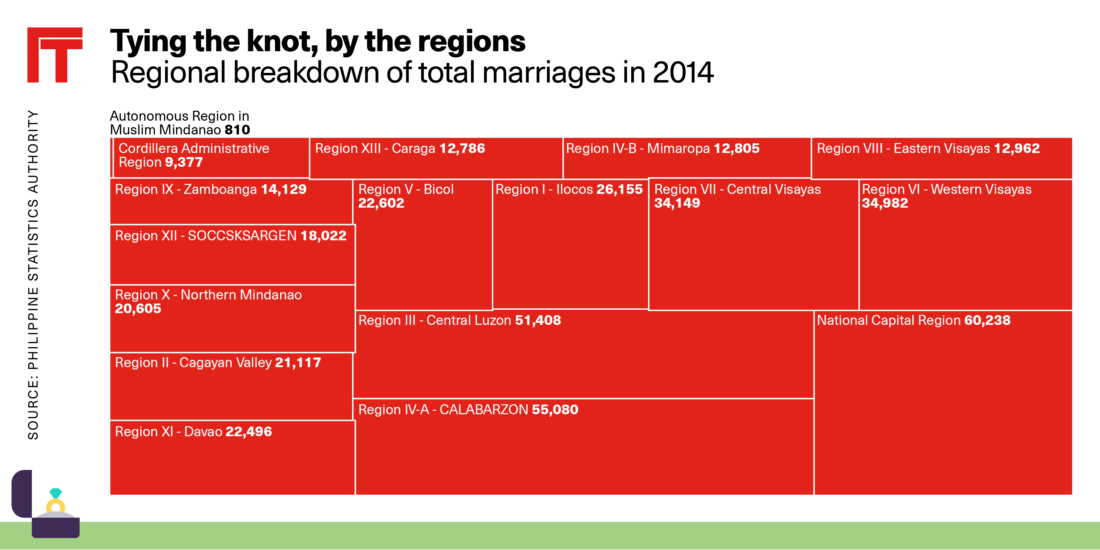 IT
Tying the knot, by the regions
Regional breakdown of total marriages in 2014
SOURCE: PHILIPPINE STATISTICS AUTHORITY
Autonomous Region in
Muslim Mindanao 810
Cordillera Administrative
Region 9,377
Region XIII - Caraga 12,786
Region IV-B - Mimaropa 12,805
Region VIII - Eastern Visayas 12,962
Region IX - Zamboanga 14,129
Region V - Bicol
22,602
Region I - Ilocos 26,155
Region VII - Central Visayas
34,149
Region VI - Western Visayas
34,982
Region XII - SOCCSKSARGEN 18,022
Region X - Northern Mindanao
20,605
Region III - Central Luzon 51,408
National Capital Region 60,238
Region II - Cagayan Valley 21,117
Region IV-A - CALABARZON 55,080
Region XI - Davao 22,496